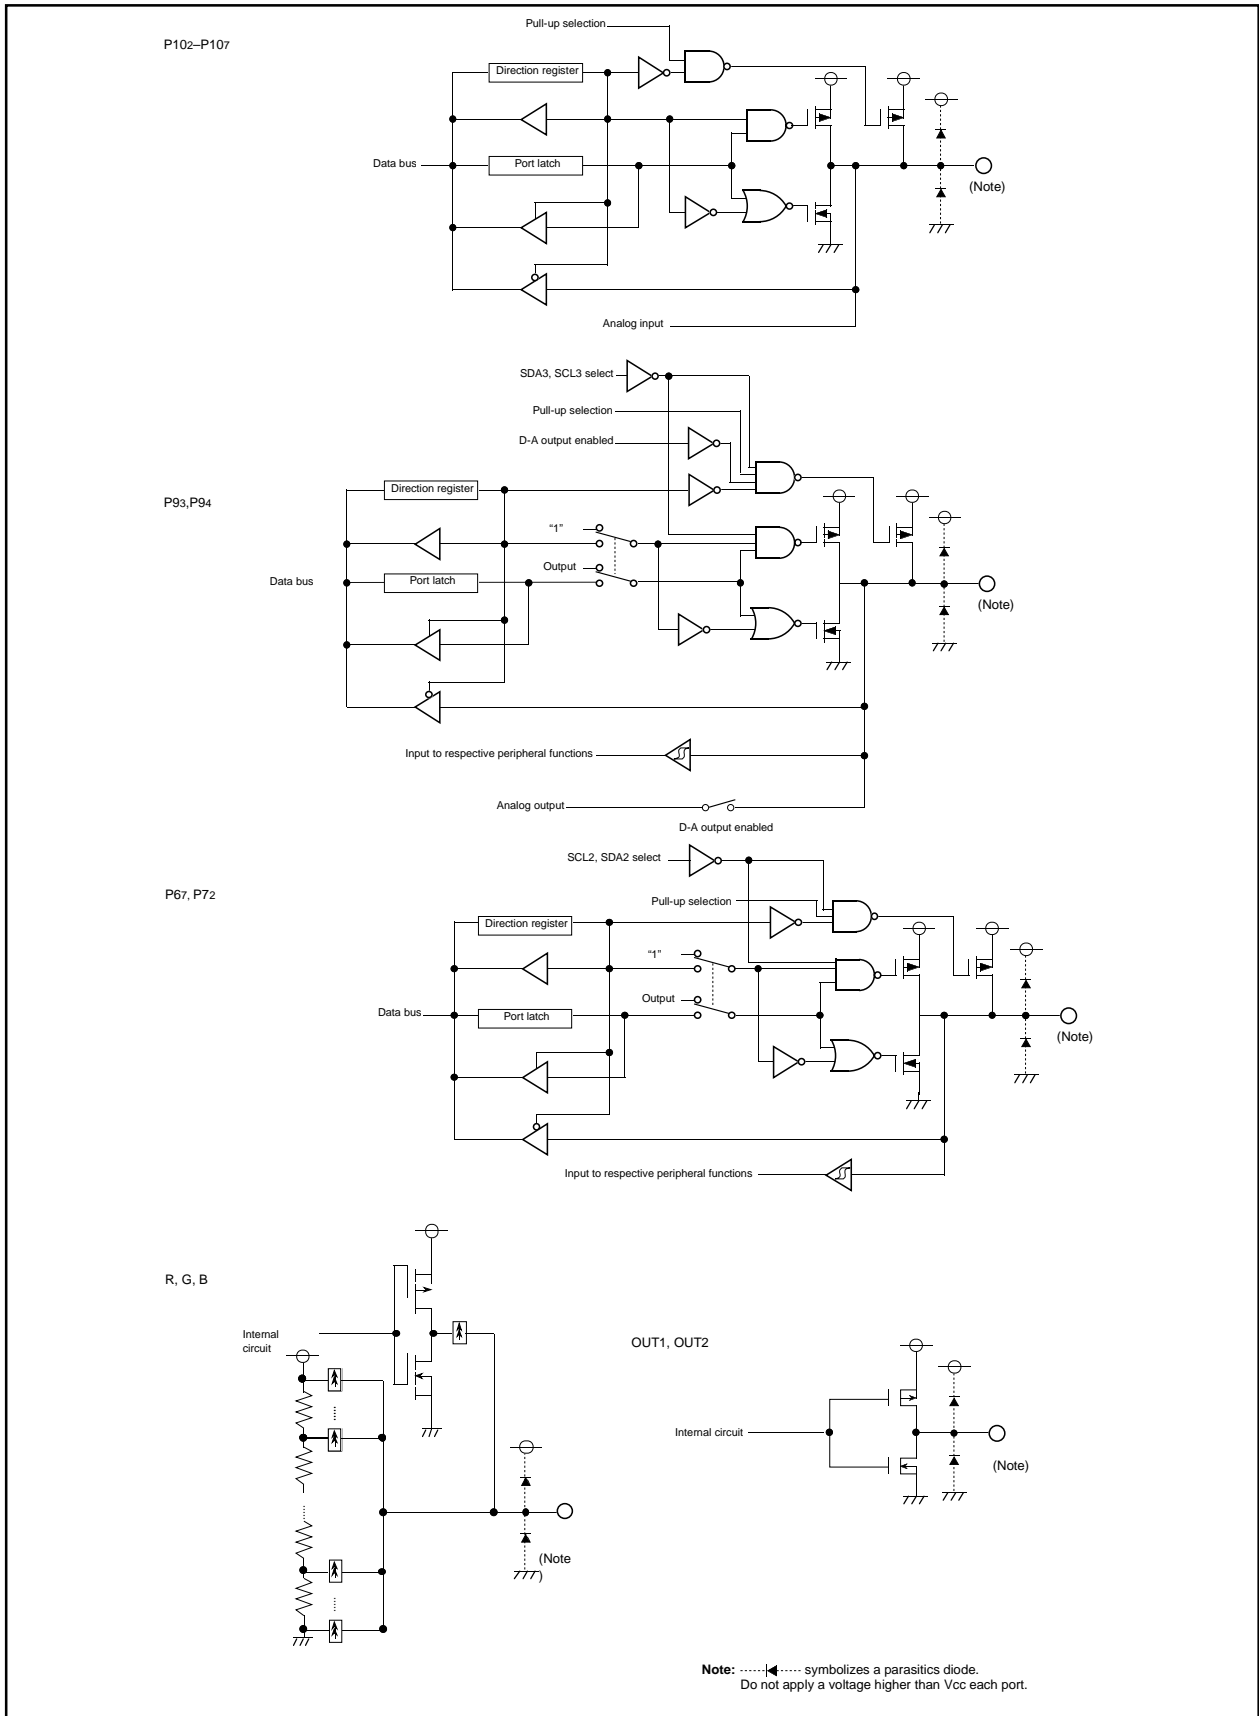 Pull-up selection
P102–P107
Direction register
Data bus
Port latch
(Note)
Analog input
SDA3, SCL3 select
Pull-up selection
D-A output enabled
P93,P94
Direction register
“1”
Output
Data bus
Port latch
(Note)
Input to respective peripheral functions
Analog output
D-A output enabled
SCL2, SDA2 select
P67, P72
Pull-up selection
Direction register
“1”
Output
Data bus
Port latch
(Note)
Input to respective peripheral functions
R, G, B
Internal
circuit
OUT1, OUT2
Internal circuit
(Note)
(Note
)
Note: symbolizes a parasitics diode.
Do not apply a voltage higher than Vcc each port.